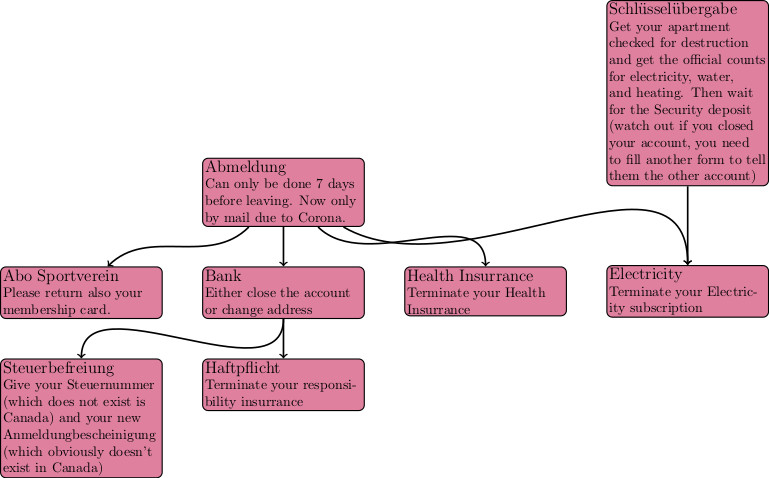 Schlüsselübergabe
Get your apartment
checked for destruction
and get the official counts
for electricity, water,
and heating. Then wait
for the Security deposit
(watch out if you closed
your account, you need
to fill another form to tell
them the other account)
Abmeldung
Can only be done 7 days
before leaving. Now only
by mail due to Corona.
Abo Sportverein
Please return also your
membership card.
Bank
Either close the account
or change address
Health Insurrance
Terminate your Health
Insurrance
Electricity
Terminate your Electric-
ity subscription
Steuerbefreiung
Give your Steuernummer
(which does not exist is
Canada) and your new
Anmeldungbescheinigung
(which obviously doesn't
exist in Canada)
Haftpflicht
Terminate your responsi-
bility insurrance